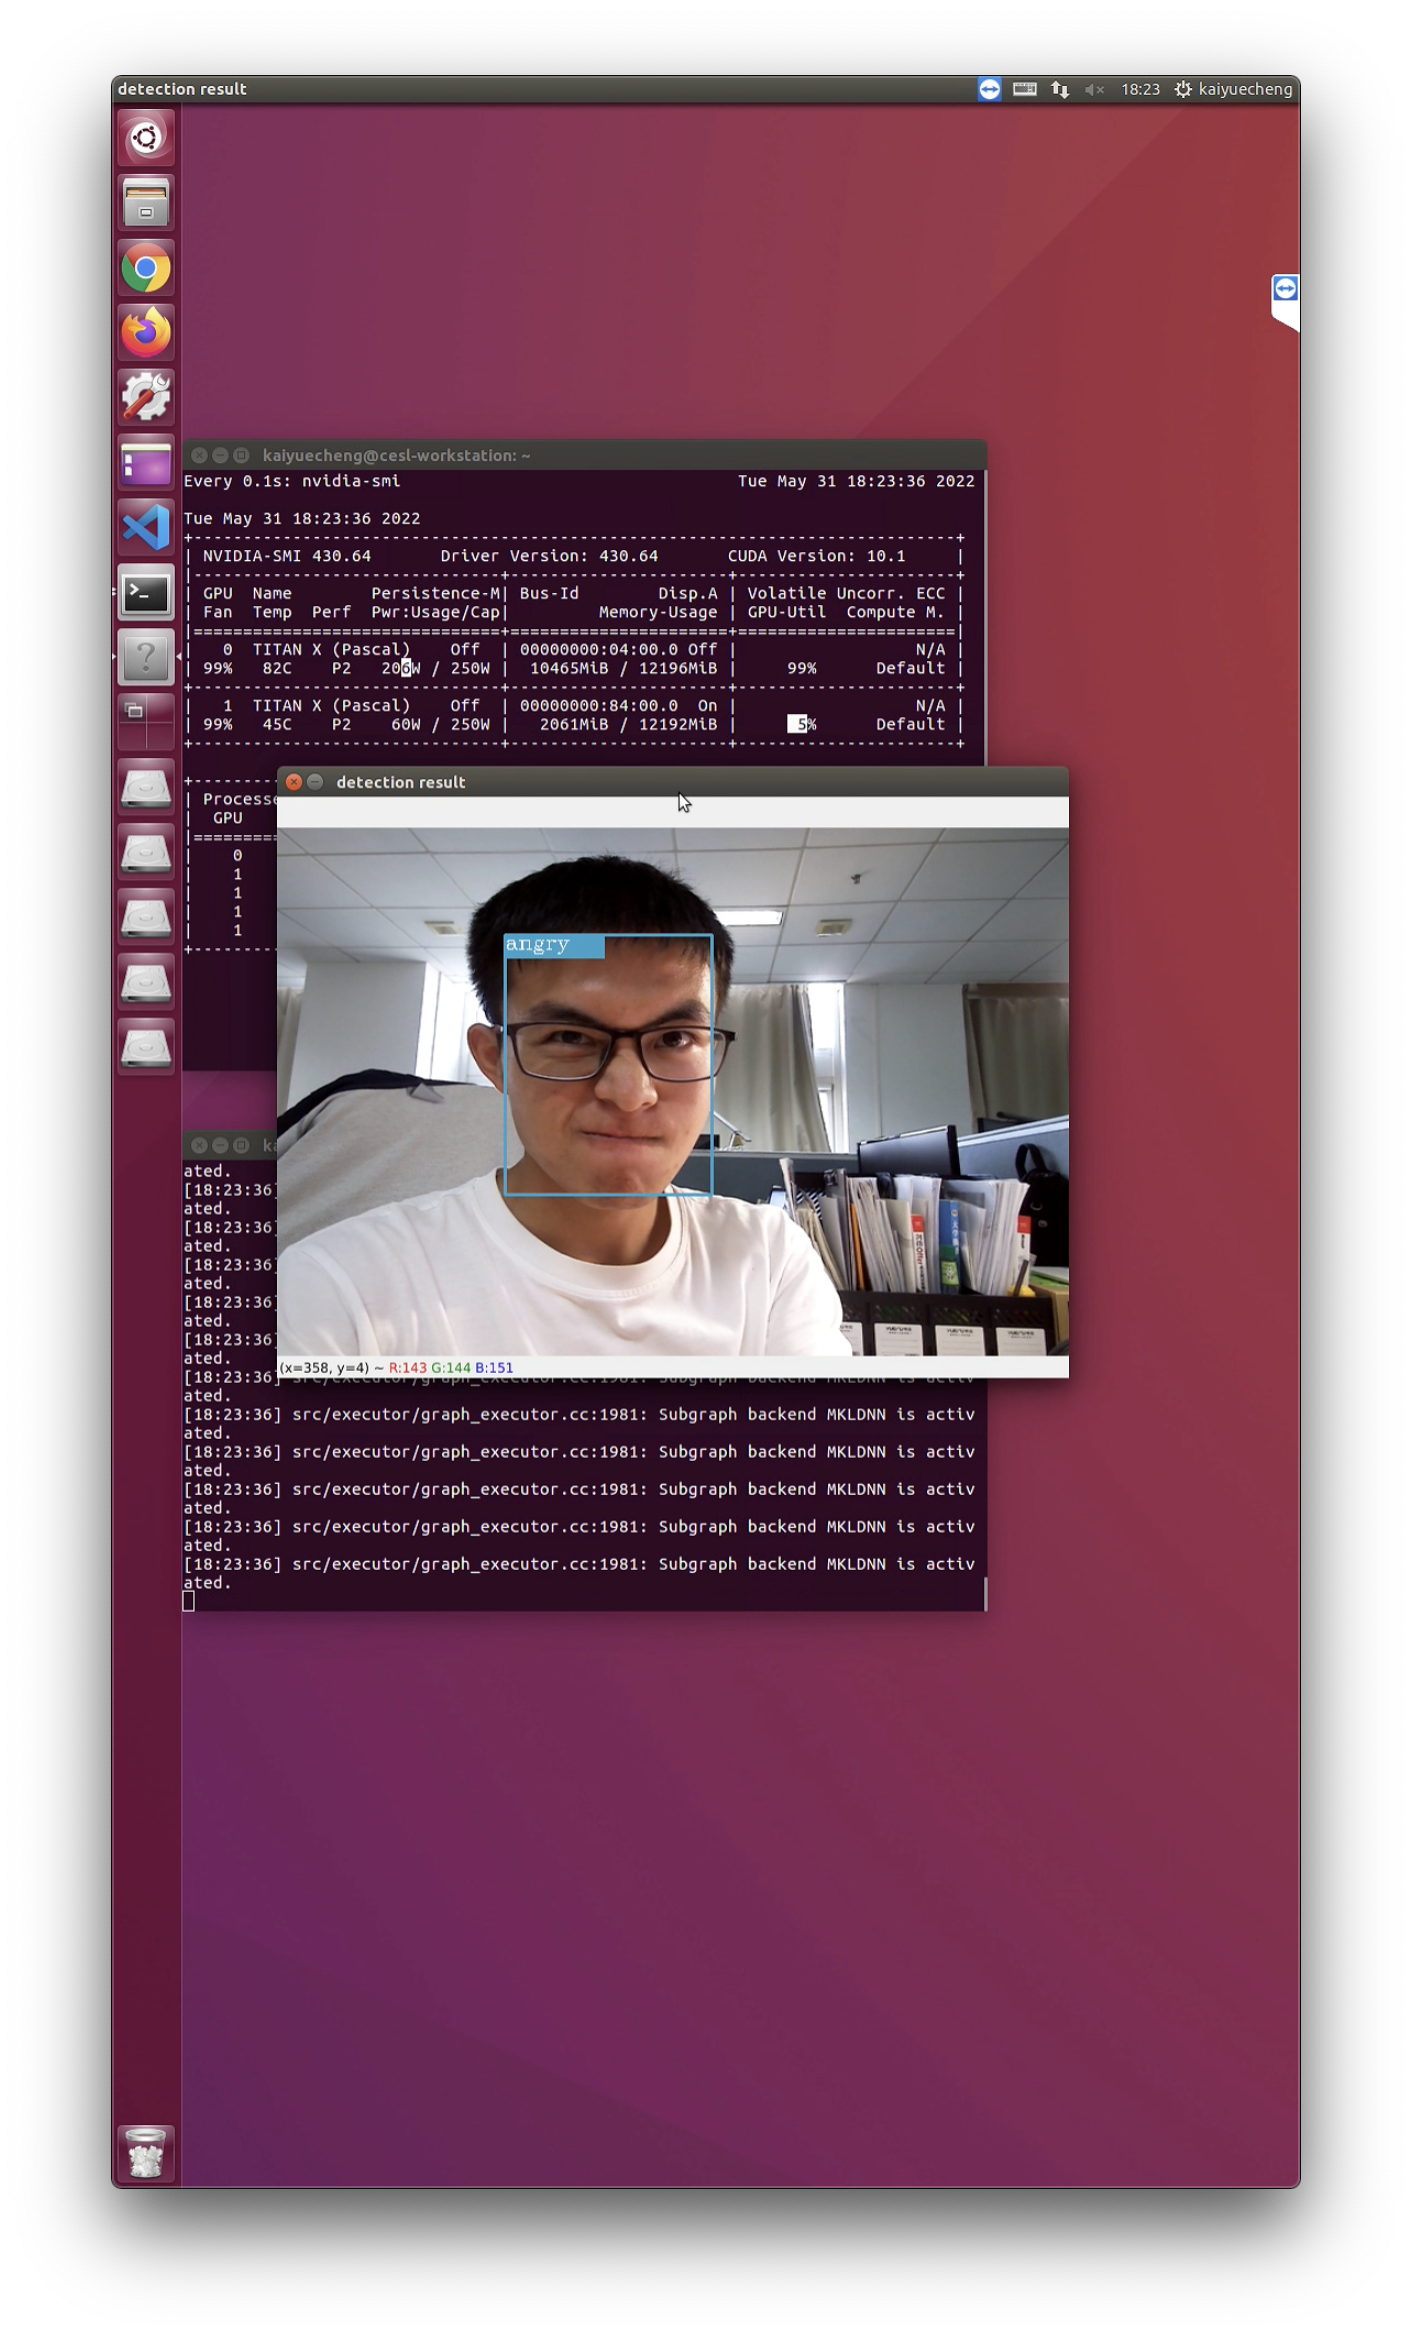 detection result
18:23 kaiyuecheng
kaiyuecheng@cesl-workstation: ~
Every 0.1s: nvidia-smi Tue May 31 18:23:36 2022
Tue May 31 18:23:36 2022
+-----------------------------------------------------------------------------+
| NVIDIA-SMI 430.64       Driver Version: 430.64       CUDA Version: 10.1     |
|-------------------------------+----------------------+----------------------+
| GPU  Name        Persistence-M| Bus-Id        Disp.A | Volatile Uncorr. ECC |
| Fan  Temp  Perf  Pwr:Usage/Cap|         Memory-Usage | GPU-Util  Compute M. |
|===============================+======================+======================|
|   0  TITAN X (Pascal)    Off  | 00000000:04:00.0 Off |                  N/A |
| 99%   82C    P2   206W / 250W |  10465MiB / 12196MiB |     99%      Default |
+-------------------------------+----------------------+----------------------+
|   1  TITAN X (Pascal)    Off  | 00000000:84:00.0  On |                  N/A |
| 99%   45C    P2    60W / 250W |   2061MiB / 12192MiB |      5%      Default |
+-------------------------------+----------------------+----------------------+
+---------
| Processe
|  GPU
|=========
|    0
|    1
|    1
|    1
|    1
+---------
detection result
angry
(x=358, y=4) ~ R:143 G:144 B:151
ated.
[18:23:36]
ated.
[18:23:36]
ated.
[18:23:36]
ated.
[18:23:36]
ated.
[18:23:36]
ated.
[18:23:36] src/executor/graph_executor.cc:1981: Subgraph backend MKLDNN is activ
ated.
[18:23:36] src/executor/graph_executor.cc:1981: Subgraph backend MKLDNN is activ
ated.
[18:23:36] src/executor/graph_executor.cc:1981: Subgraph backend MKLDNN is activ
ated.
[18:23:36] src/executor/graph_executor.cc:1981: Subgraph backend MKLDNN is activ
ated.
[18:23:36] src/executor/graph_executor.cc:1981: Subgraph backend MKLDNN is activ
ated.
[18:23:36] src/executor/graph_executor.cc:1981: Subgraph backend MKLDNN is activ
ated.